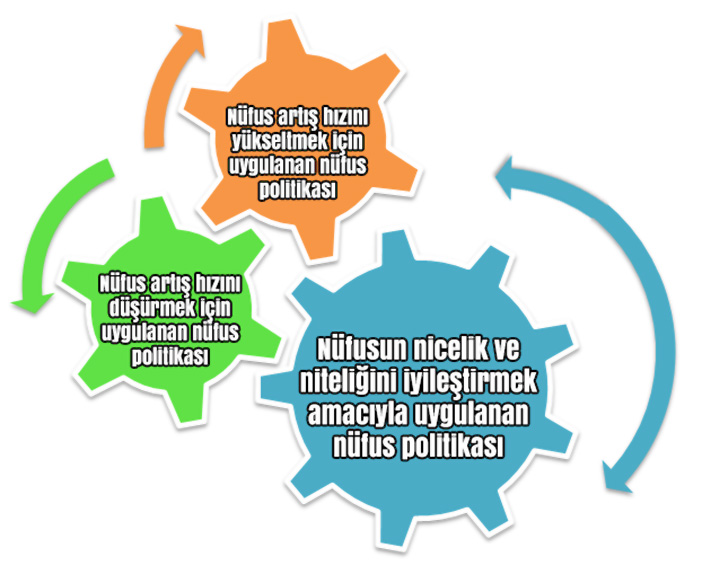 Nüfus artış hızını
yükseltmek için
uygulanan nüfus
politikası
Nüfus artış hızını
düşürmek için
uygulanan nüfus
politikası
Nüfusun nicelik ve
niteliğini iyileştirmek
amacıyla uygulanan
nüfus politikası